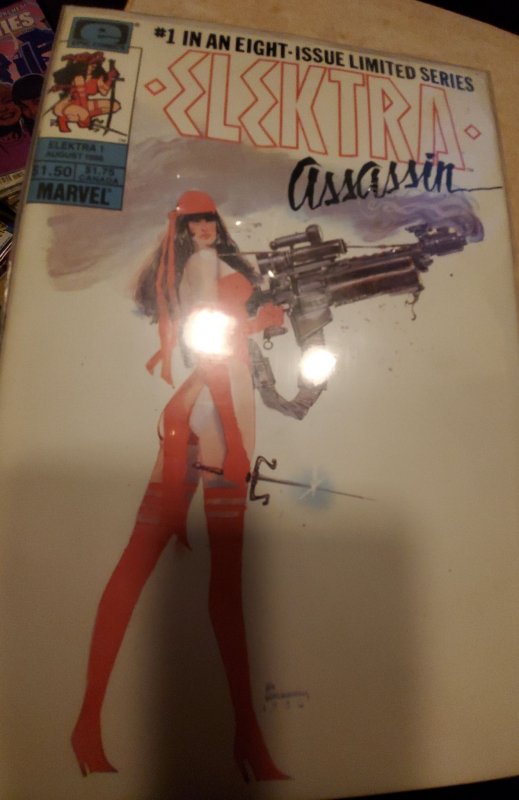 #1 IN AN EIGHT-ISSUE LIMITED SERIES
ELEKTRA
assassin
ELEKTRA 1
AUGUST 1986
$1.50
$1.75
CANADA
MARVEL